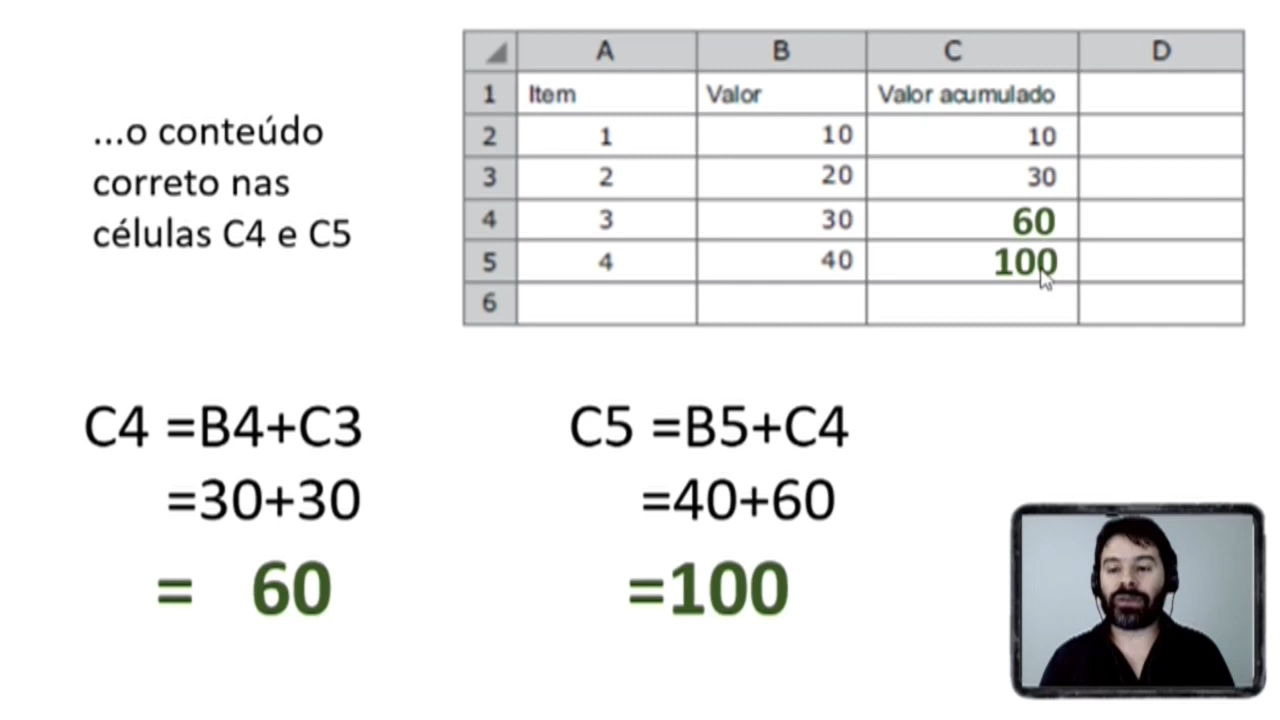 ...o conteúdo
correto nas
células C4 e C5
A B C D
1 Item Valor Valor acumulado
2 1 10 10
3 2 20 30
4 3 30 60
5 4 40 100
6
C4 =B4+C3
=30+30
= 60
C5 =B5+C4
=40+60
=100